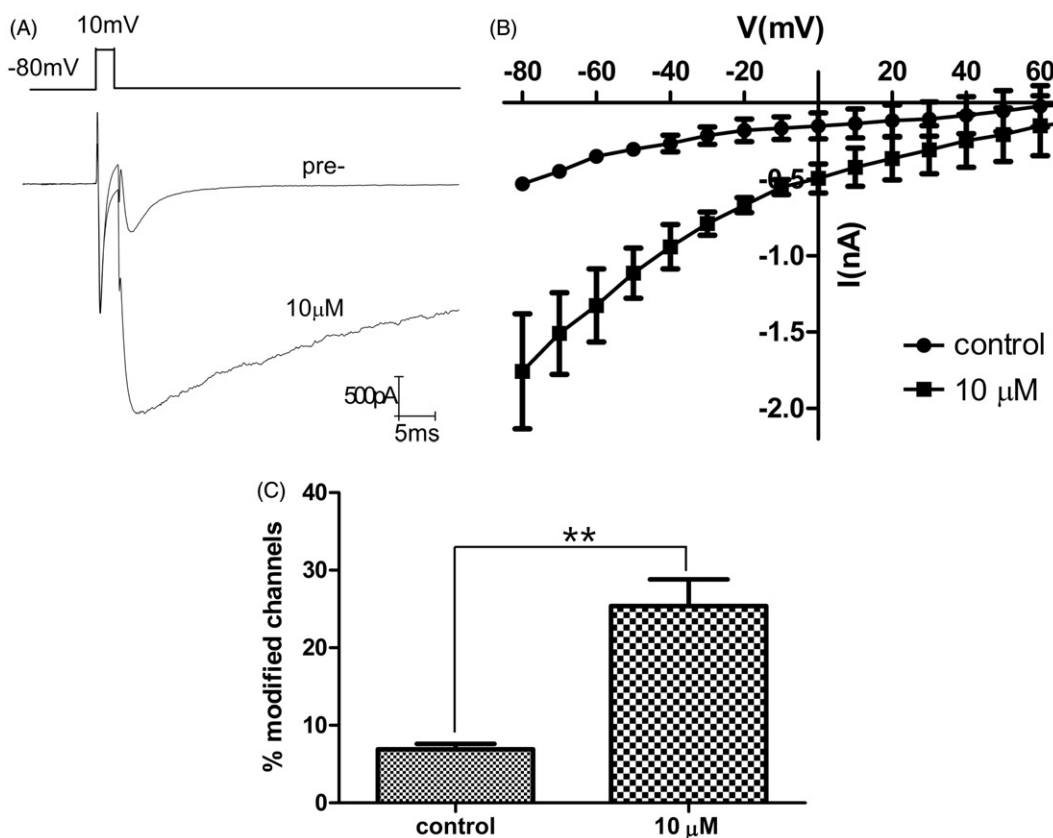 (A)
10mV
-80mV
pre-
10μM
500pA
5ms
(B)
V(mV)
-80 -60 -40 -20 20 40 60
-0.5
-1.0
-1.5
-2.0
I(nA)
control
10 μM
(C)
% modified channels
40
30
20
10
0
**
control 10 μM